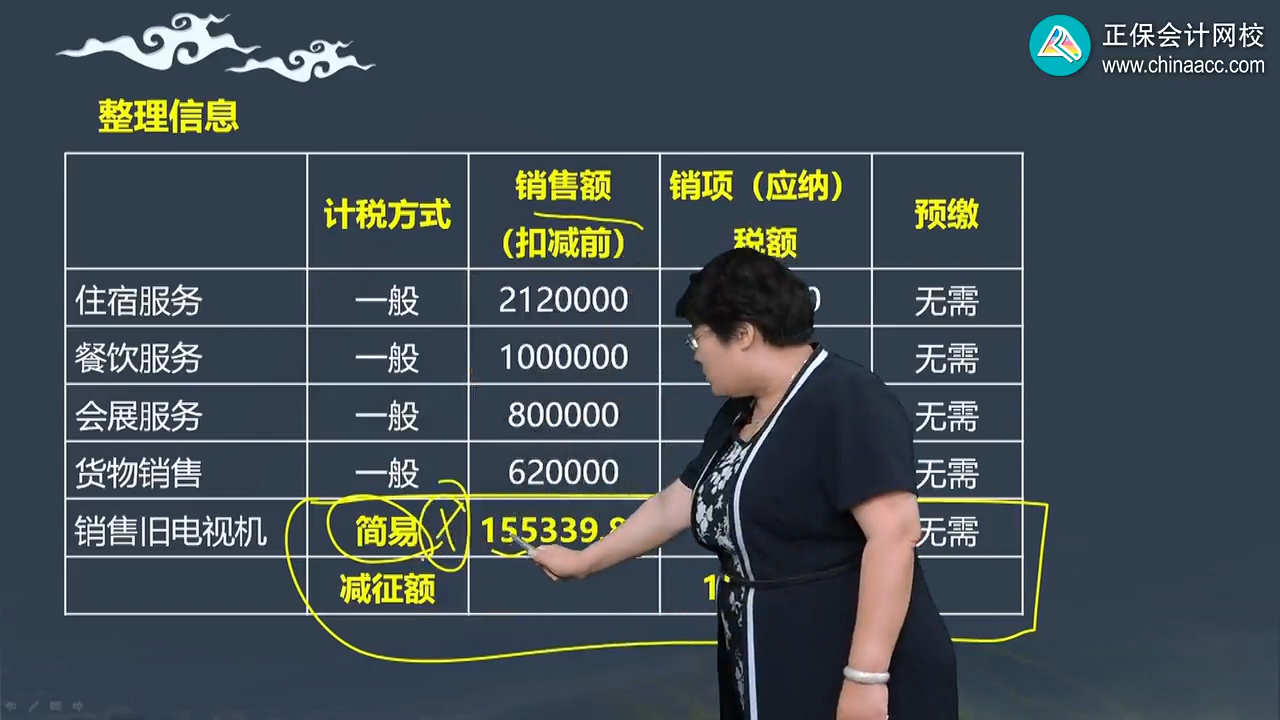 正保会计网校
www.chinaacc.com
整理信息
计税方式 销售额（扣减前） 销项（应纳）税额 预缴
住宿服务 一般 2120000 无需
餐饮服务 一般 1000000 无需
会展服务 一般 800000 无需
货物销售 一般 620000 无需
销售旧电视机 简易 155339. 无需
减征额